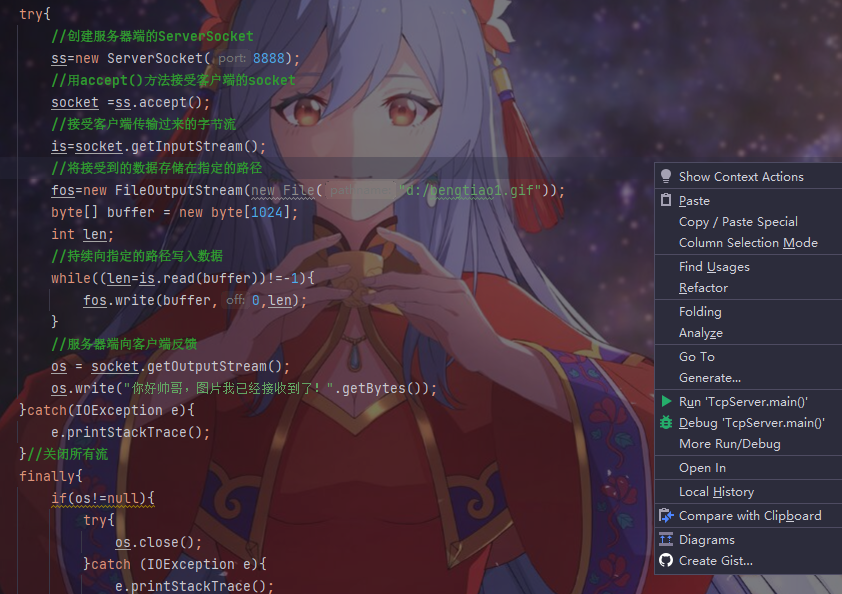 try{
//创建服务器端的ServerSocket
ss=new ServerSocket( port: 8888);
//用accept()方法接受客户端的socket
socket =ss.accept();
//接受客户端传输过来的字节流
is=socket.getInputStream();
//将接受到的数据存储在指定的路径
fos=new FileOutputStream(new File( "d:/bengtiao1.gif"));
byte[] buffer = new byte[1024];
int len;
//持续向指定的路径写入数据
while((len=is.read(buffer))!=-1){
fos.write(buffer, off: 0,len);
}
//服务器端向客户端反馈
os = socket.getOutputStream();
os.write("你好帅哥，图片我已经接收到了！".getBytes());
}catch(IOException e){
e.printStackTrace();
}//关闭所有流
finally{
if(os!=null){
try{
os.close();
}catch (IOException e){
e.printStackTrace();
Show Context Actions
Paste
Copy / Paste Special
Column Selection Mode
Find Usages
Refactor
Folding
Analyze
Go To
Generate...
Run 'TcpServer.main()'
Debug 'TcpServer.main()'
More Run/Debug
Open In
Local History
Compare with Clipboard
Diagrams
Create Gist...